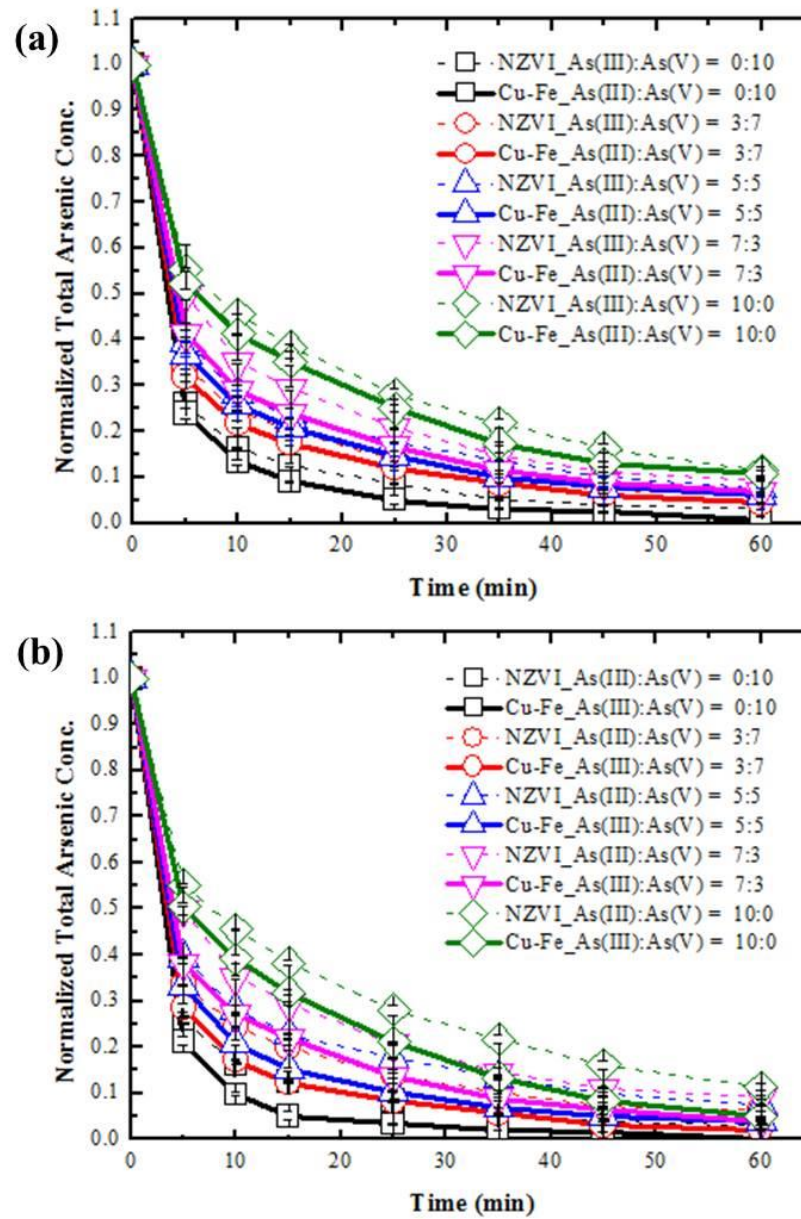 (a)
1.1
1.0
0.9
0.8
0.7
0.6
0.5
0.4
0.3
0.2
0.1
0.0
Normalized Total Arsenic Conc.
NZVI_As(III):As(V) = 0:10
Cu-Fe_As(III):As(V) = 0:10
NZVI_As(III):As(V) = 3:7
Cu-Fe_As(III):As(V) = 3:7
NZVI_As(III):As(V) = 5:5
Cu-Fe_As(III):As(V) = 5:5
NZVI_As(III):As(V) = 7:3
Cu-Fe_As(III):As(V) = 7:3
NZVI_As(III):As(V) = 10:0
Cu-Fe_As(III):As(V) = 10:0
0 10 20 30 40 50 60
Time (min)
(b)
1.1
1.0
0.9
0.8
0.7
0.6
0.5
0.4
0.3
0.2
0.1
0.0
Normalized Total Arsenic Conc.
NZVI_As(III):As(V) = 0:10
Cu-Fe_As(III):As(V) = 0:10
NZVI_As(III):As(V) = 3:7
Cu-Fe_As(III):As(V) = 3:7
NZVI_As(III):As(V) = 5:5
Cu-Fe_As(III):As(V) = 5:5
NZVI_As(III):As(V) = 7:3
Cu-Fe_As(III):As(V) = 7:3
NZVI_As(III):As(V) = 10:0
Cu-Fe_As(III):As(V) = 10:0
0 10 20 30 40 50 60
Time (min)